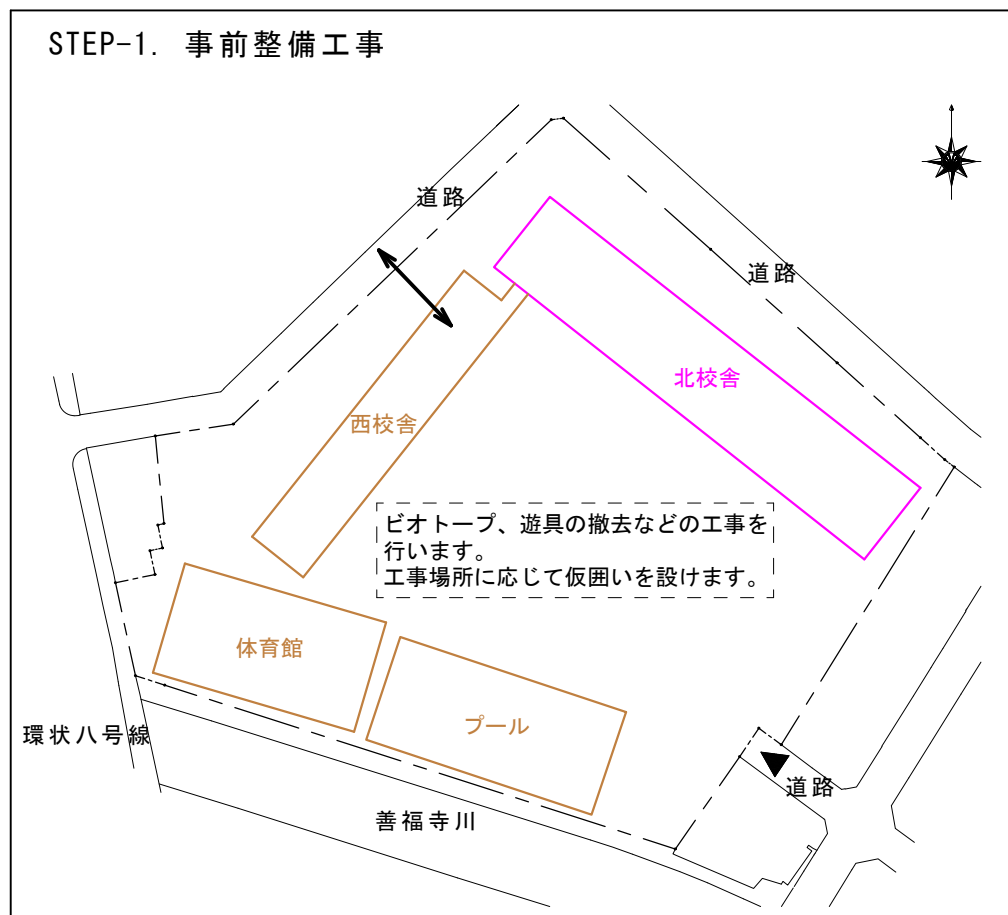 STEP-1. 事前整備工事
道路
道路
北校舎
西校舎
ビオトープ、遊具の撤去などの工事を
行います。
工事場所に応じて仮囲いを設けます。
体育館
プール
環状八号線
道路
善福寺川